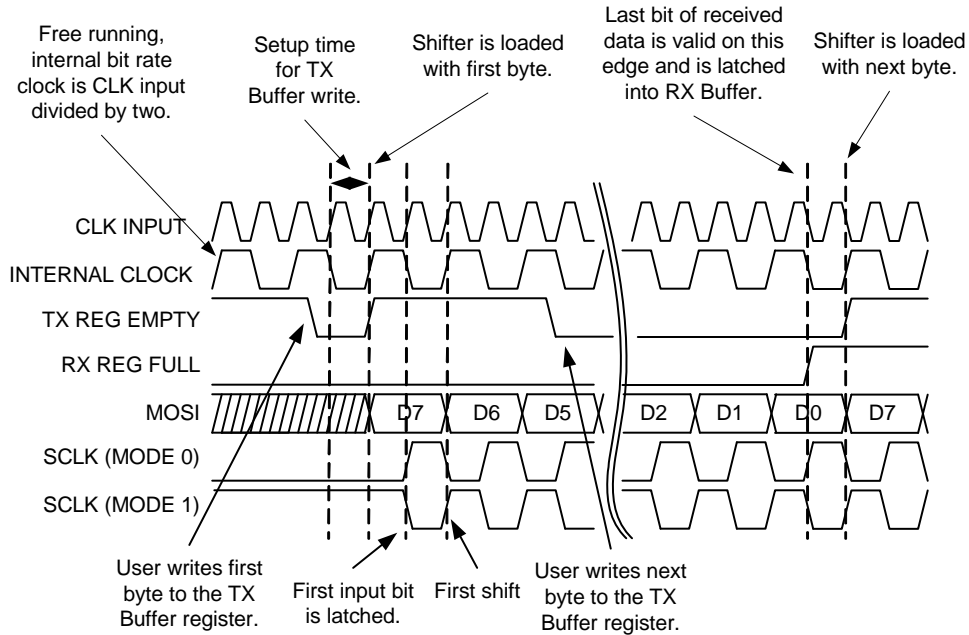 Free running,
internal bit rate
clock is CLK input
divided by two.
Setup time
for TX
Buffer write.
Shifter is loaded
with first byte.
Last bit of received
data is valid on this
edge and is latched
into RX Buffer.
Shifter is loaded
with next byte.
CLK INPUT
INTERNAL CLOCK
TX REG EMPTY
RX REG FULL
MOSI D7 D6 D5 D2 D1 D0 D7
SCLK (MODE 0)
SCLK (MODE 1)
User writes first
byte to the TX
Buffer register.
First input bit
is latched.
First shift
User writes next
byte to the TX
Buffer register.